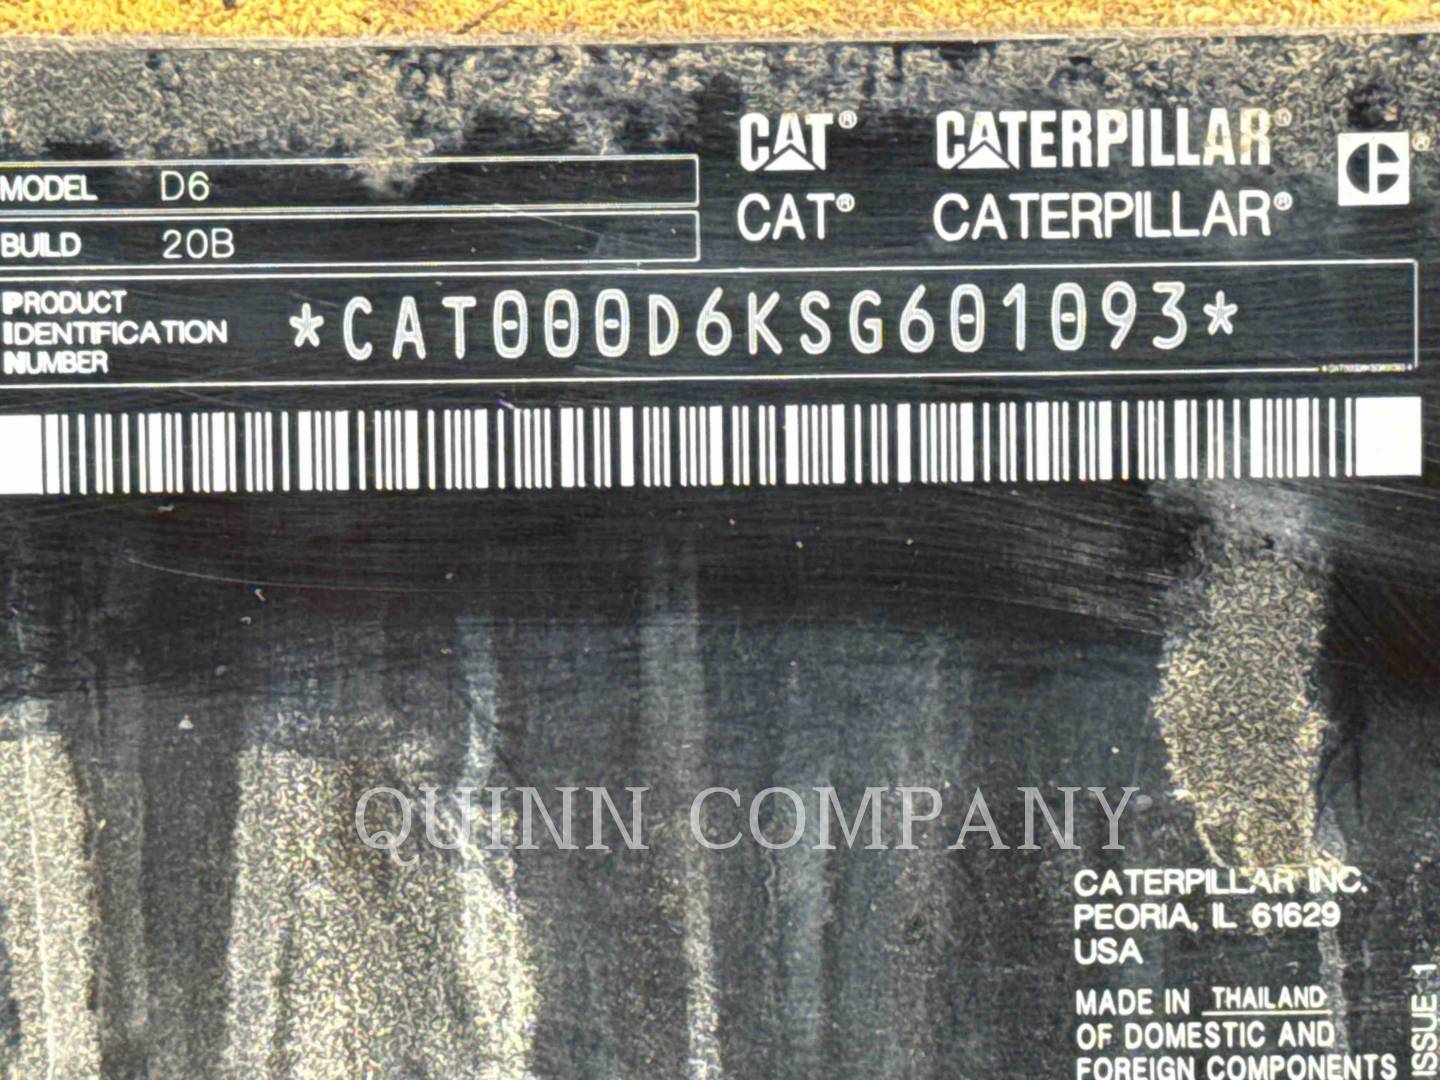 CAT® CATERPILLAR®
MODEL D6
CAT® CATERPILLAR®
BUILD 20B
PRODUCT
IDENTIFICATION
NUMBER
*CAT000D6KSG601093*
QUINN COMPANY
CATERPILLAR INC.
PEORIA, IL 61629
USA
MADE IN THAILAND
OF DOMESTIC AND
FOREIGN COMPONENTS
ISSUE 1